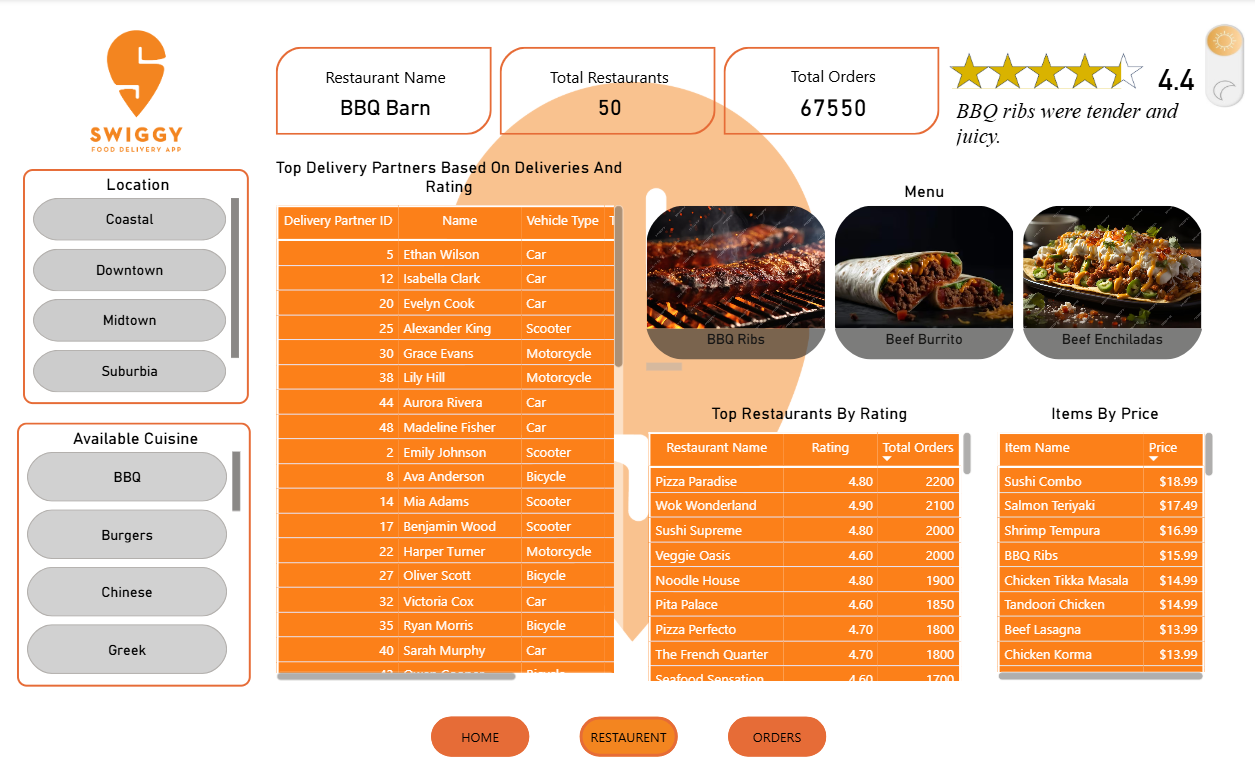 SWIGGY
FOOD DELIVERY APP
Restaurant Name
BBQ Barn
Total Restaurants
50
Total Orders
67550
4.4
BBQ ribs were tender and
juicy.
Location
Coastal
Downtown
Midtown
Suburbia
Available Cuisine
BBQ
Burgers
Chinese
Greek
Top Delivery Partners Based On Deliveries And
Rating
Delivery Partner ID Name Vehicle Type
5 Ethan Wilson Car
12 Isabella Clark Car
20 Evelyn Cook Car
25 Alexander King Scooter
30 Grace Evans Motorcycle
38 Lily Hill Motorcycle
44 Aurora Rivera Car
48 Madeline Fisher Car
2 Emily Johnson Scooter
8 Ava Anderson Bicycle
14 Mia Adams Scooter
17 Benjamin Wood Scooter
22 Harper Turner Motorcycle
27 Oliver Scott Bicycle
32 Victoria Cox Car
35 Ryan Morris Bicycle
40 Sarah Murphy Car
Menu
BBQ Ribs
Beef Burrito
Beef Enchiladas
Top Restaurants By Rating
Restaurant Name Rating Total Orders
Pizza Paradise 4.80 2200
Wok Wonderland 4.90 2100
Sushi Supreme 4.80 2000
Veggie Oasis 4.60 2000
Noodle House 4.80 1900
Pita Palace 4.60 1850
Pizza Perfecto 4.70 1800
The French Quarter 4.70 1800
Seafood Sensation 4.60 1700
Items By Price
Item Name Price
Sushi Combo $18.99
Salmon Teriyaki $17.49
Shrimp Tempura $16.99
BBQ Ribs $15.99
Chicken Tikka Masala $14.99
Tandoori Chicken $14.99
Beef Lasagna $13.99
Chicken Korma $13.99
HOME
RESTAURENT
ORDERS